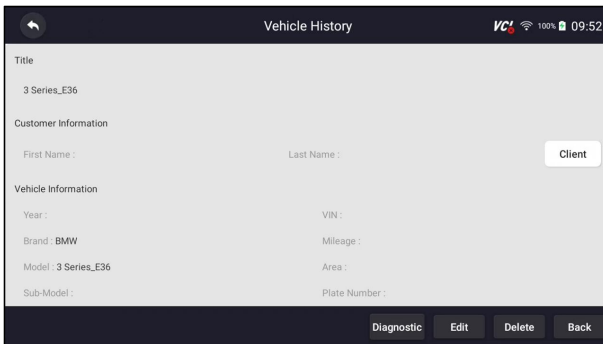 Vehicle History VCI 100% 09:52
Title
3 Series_E36
Customer Information
First Name : Last Name : Client
Vehicle Information
Year : VIN :
Brand : BMW Mileage :
Model : 3 Series_E36 Area :
Sub-Model : Plate Number :
Diagnostic Edit Delete Back